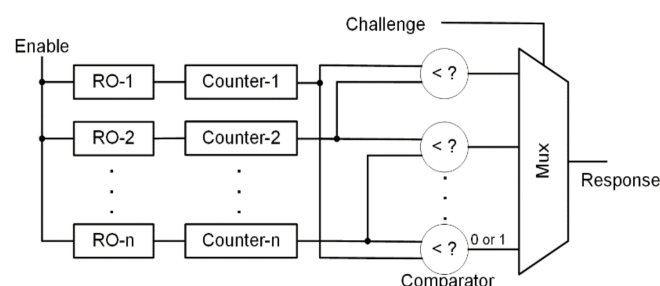 Challenge
Enable
RO-1
Counter-1
< ?
RO-2
Counter-2
< ?
Mux
Response
RO-n
Counter-n
< ?
0 or 1
Comparator